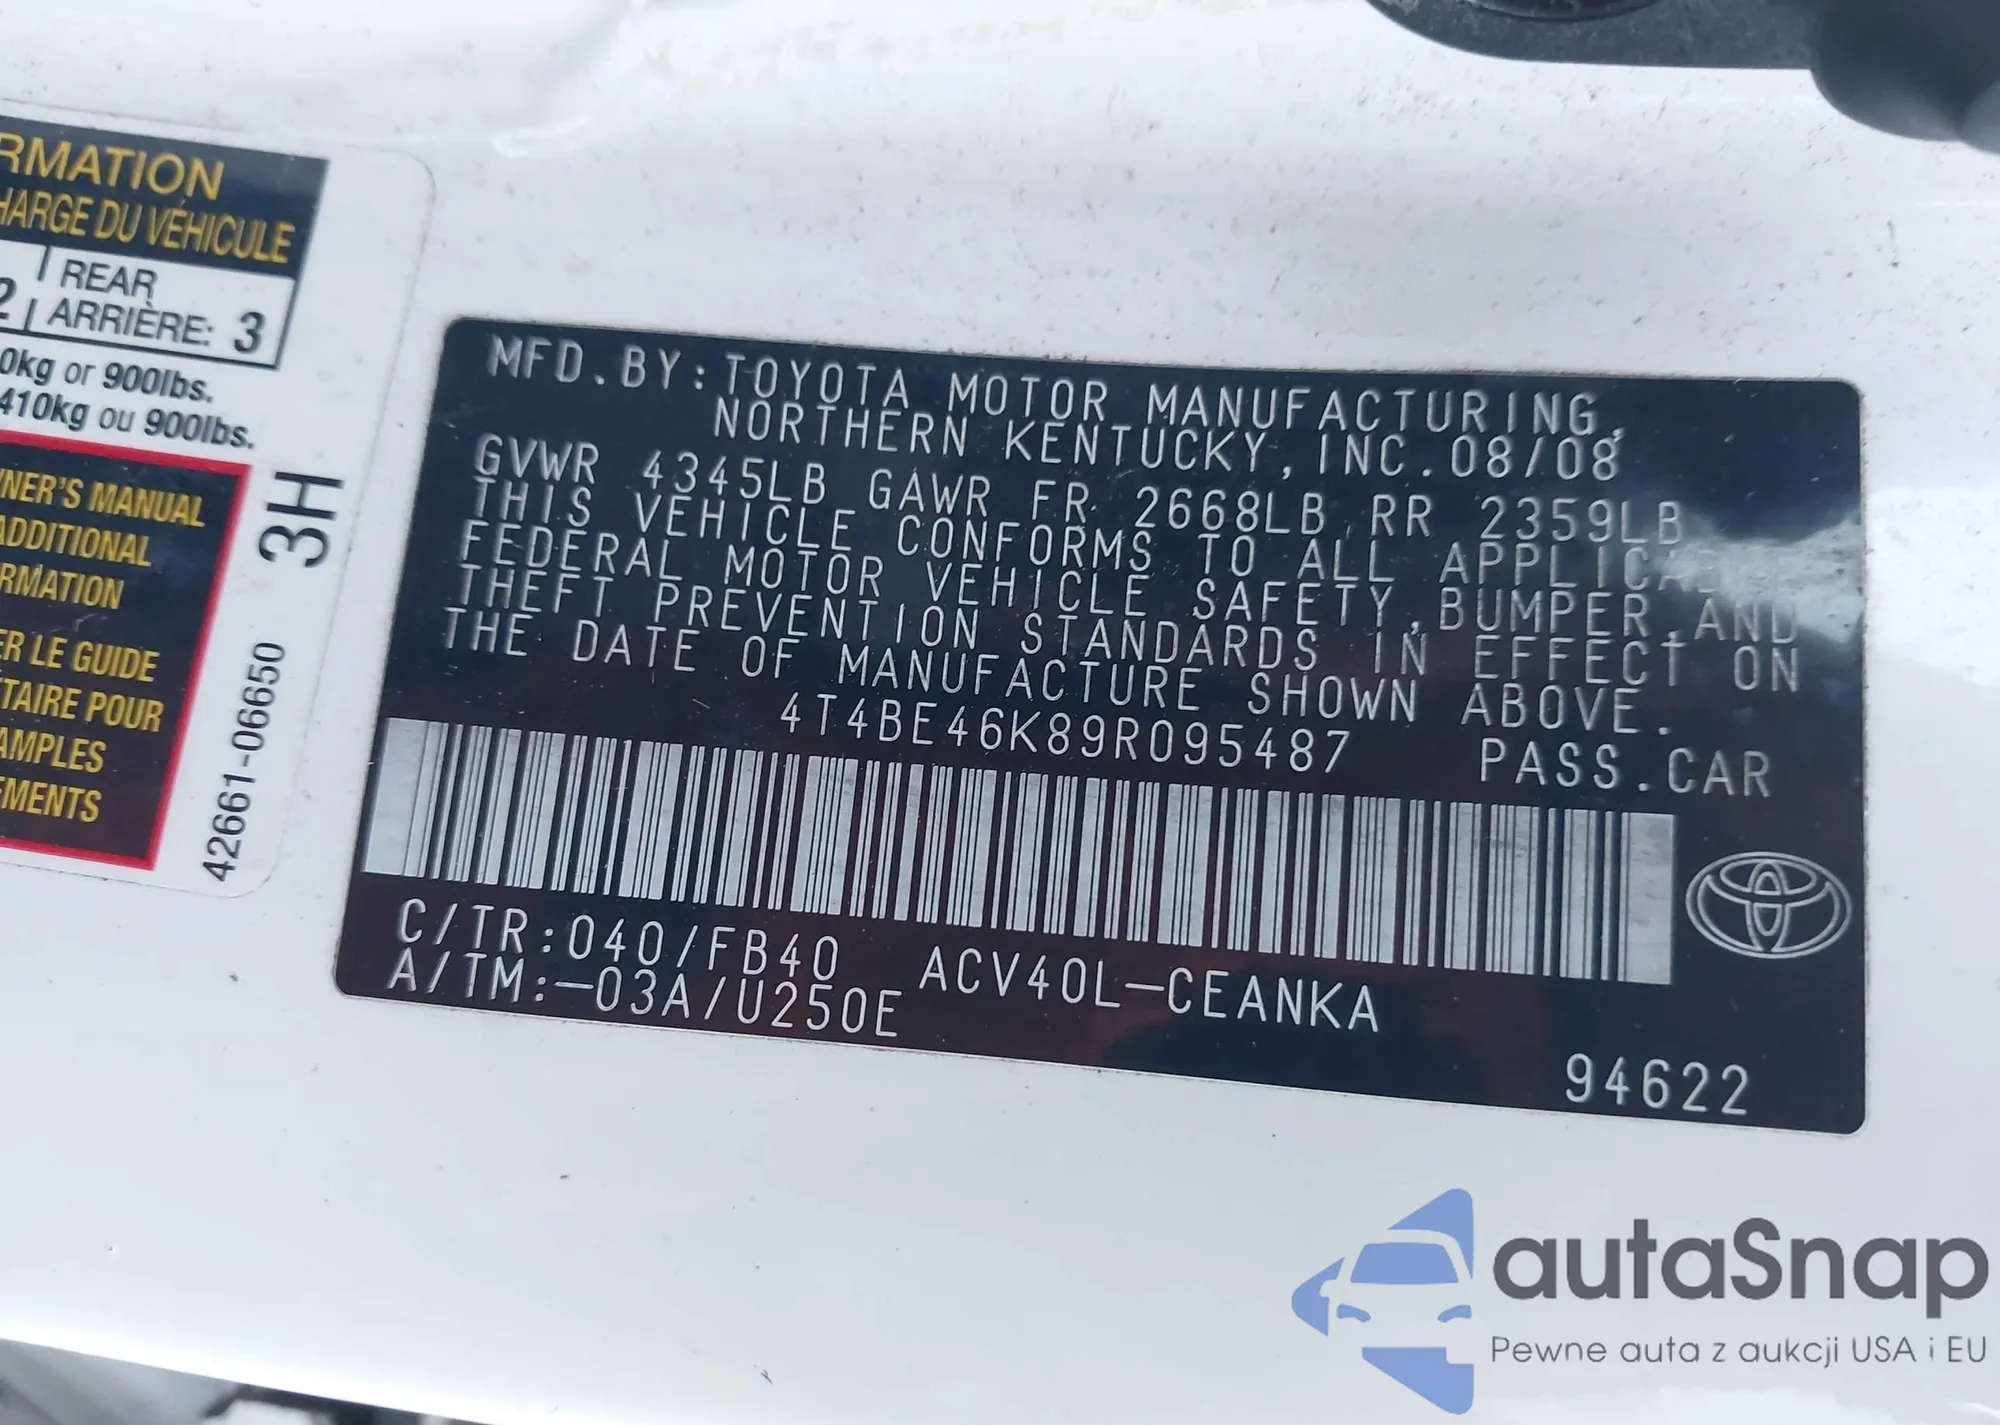 RMATION
HARGE DU VÉHICULE
2 REAR
ARRIÈRE: 3
0kg or 900lbs.
410kg ou 900lbs.
NER'S MANUAL
ADDITIONAL
RMATION
ER LE GUIDE
ÉTAIRE POUR
AMPLES
EMENTS
3H
42661-06650
MFD.BY:TOYOTA MOTOR MANUFACTURING,
NORTHERN KENTUCKY,INC.08/08
GVWR 4345LB GAWR FR 2668LB RR 2359LB
THIS VEHICLE CONFORMS TO ALL APPLICABLE
FEDERAL MOTOR VEHICLE SAFETY,BUMPER,AND
THEFT PREVENTION STANDARDS IN EFFECT ON
THE DATE OF MANUFACTURE SHOWN ABOVE.
4T4BE46K89R095487 PASS.CAR
C/TR:040/FB40 ACV40L-CEANKA
A/TM:-03A/U250E
94622
autaSnap
Pewne auta z aukcji USA i EU